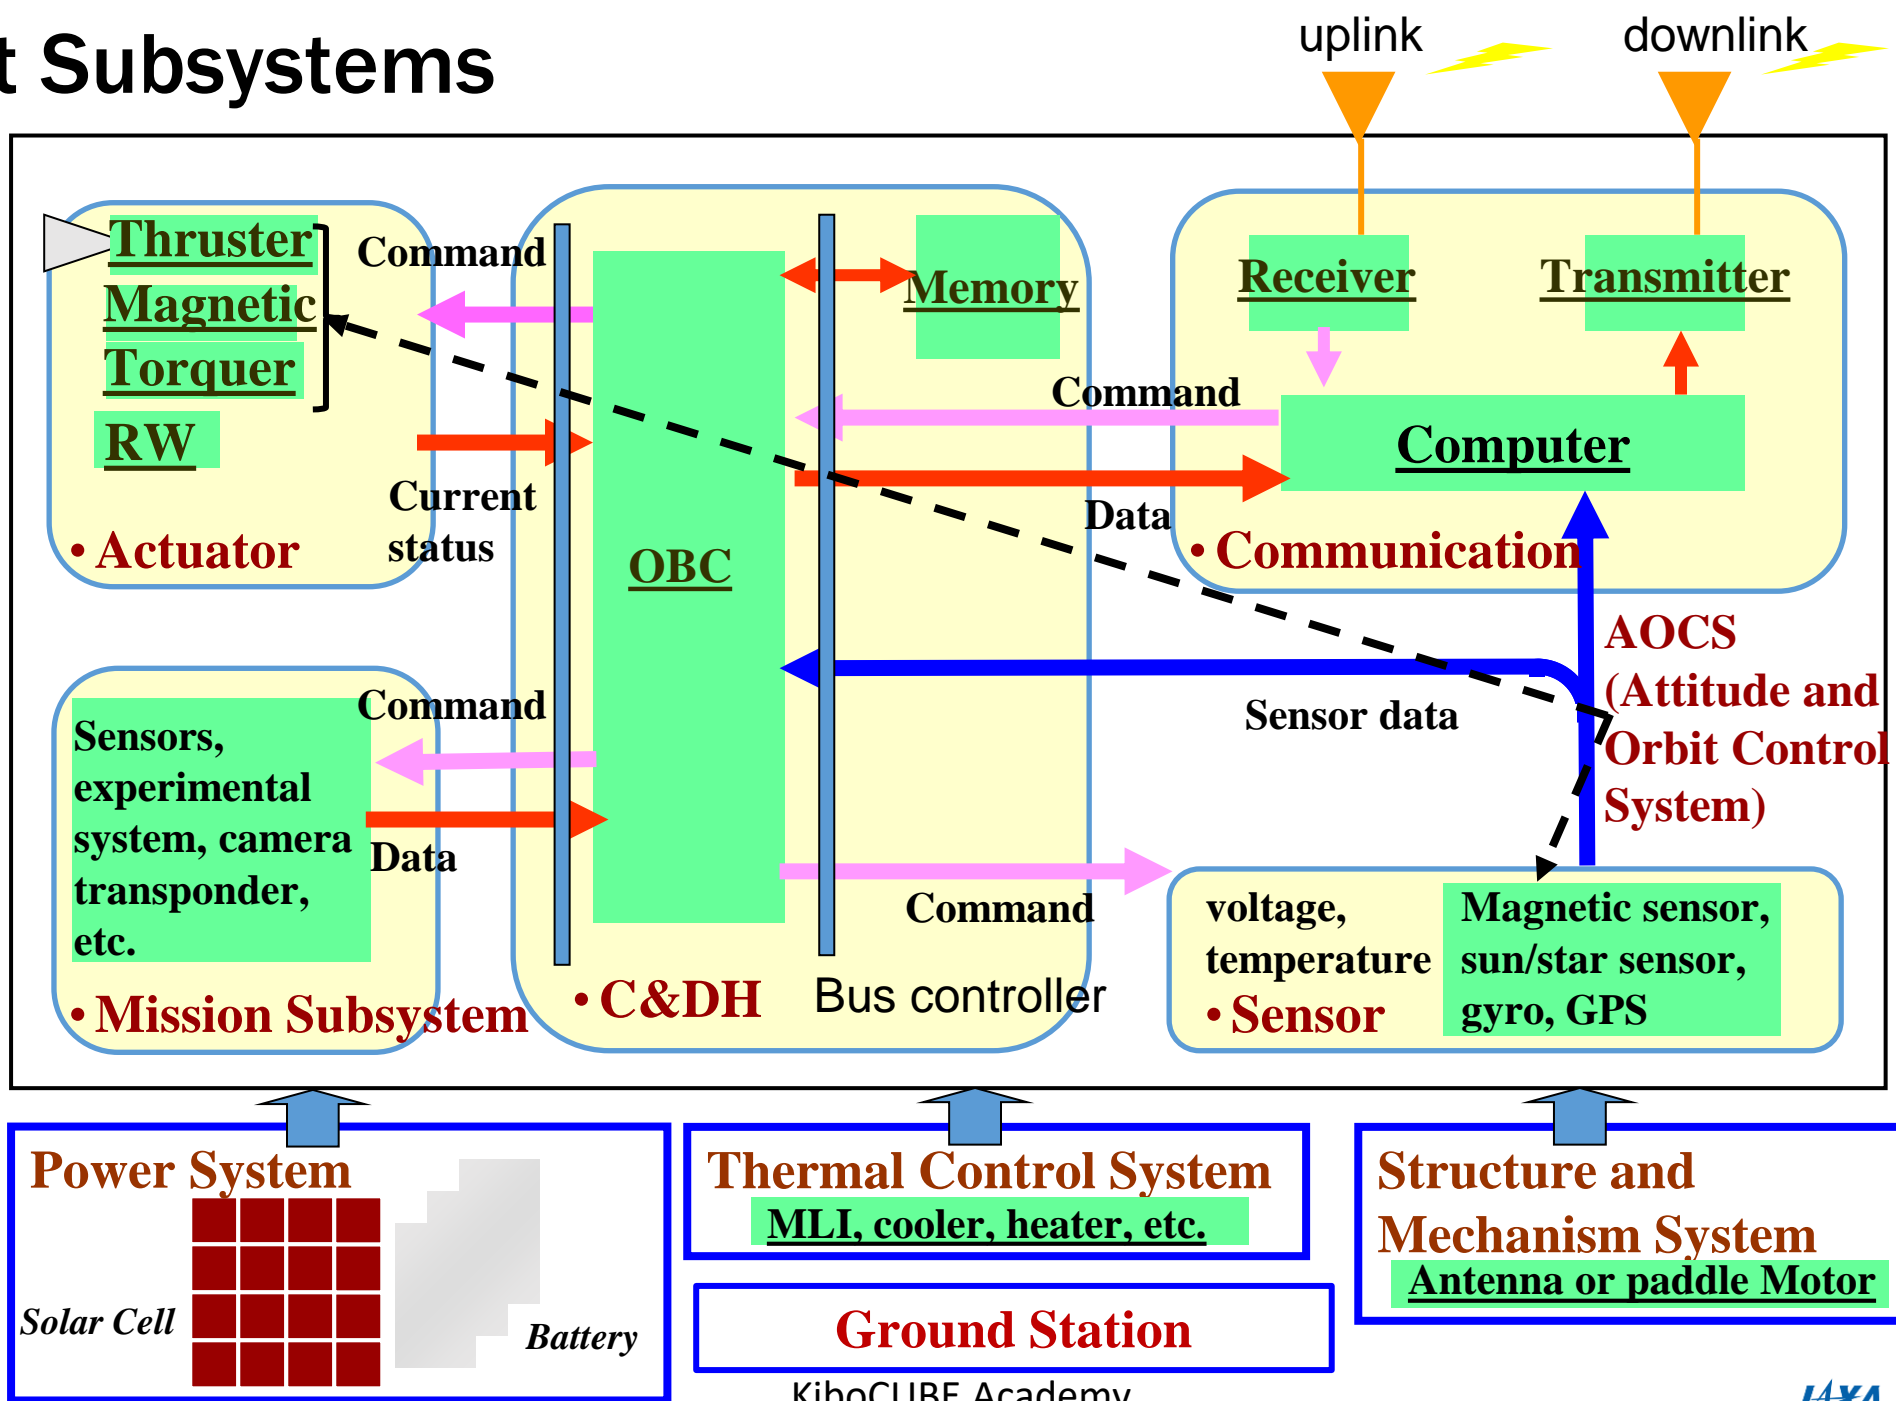 t Subsystems
uplink
downlink
Thruster
Magnetic
Torquer
RW
• Actuator
Command
Current
status
OBC
Memory
Command
Data
Receiver
Transmitter
Computer
• Communication
AOCS
(Attitude and
Orbit Control
System)
Sensor data
Sensors,
experimental
system, camera
transponder,
etc.
• Mission Subsystem
Command
Data
• C&DH
Bus controller
Command
voltage,
temperature
• Sensor
Magnetic sensor,
sun/star sensor,
gyro, GPS
Power System
Solar Cell
Battery
Thermal Control System
MLI, cooler, heater, etc.
Structure and
Mechanism System
Antenna or paddle Motor
Ground Station
KiboCUBE Academy
JAXA